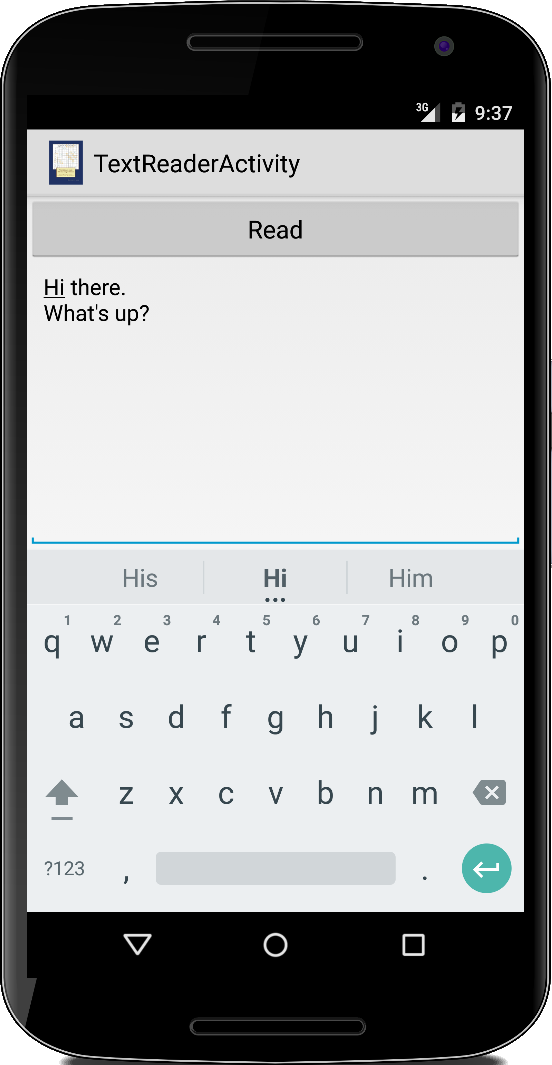 3G 9:37
TextReaderActivity
Read
Hi there.
What's up?
His Hi Him
1 2 3 4 5 6 7 8 9 0
q w e r t y u i o p
a s d f g h j k l
z x c v b n m
?123 , .